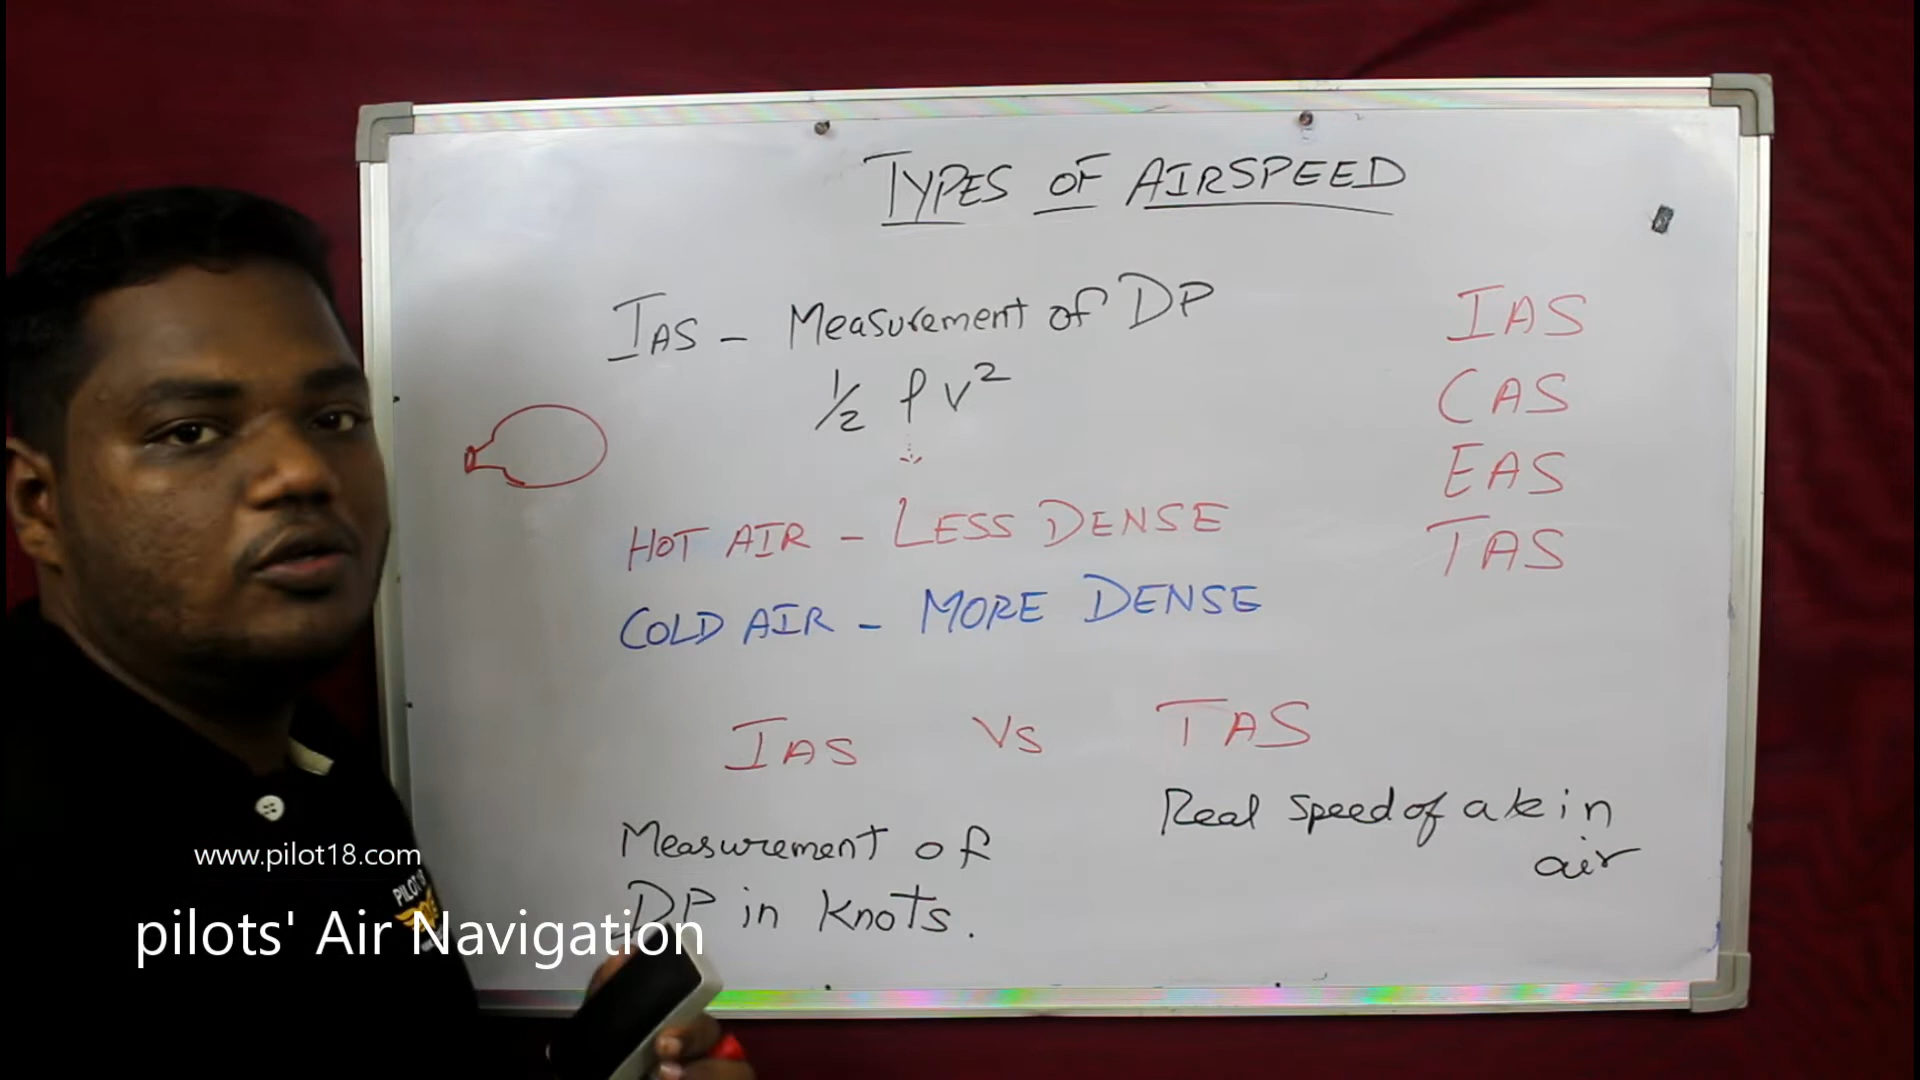 TYPES OF AIRSPEED
IAS - Measurement of DP
1/2 ρ v²
HOT AIR - LESS DENSE
COLD AIR - MORE DENSE
IAS
CAS
EAS
TAS
IAS Vs TAS
Measurement of
DP in knots.
Real speed of a/c in
air
www.pilot18.com
PILOT
pilots' Air Navigation